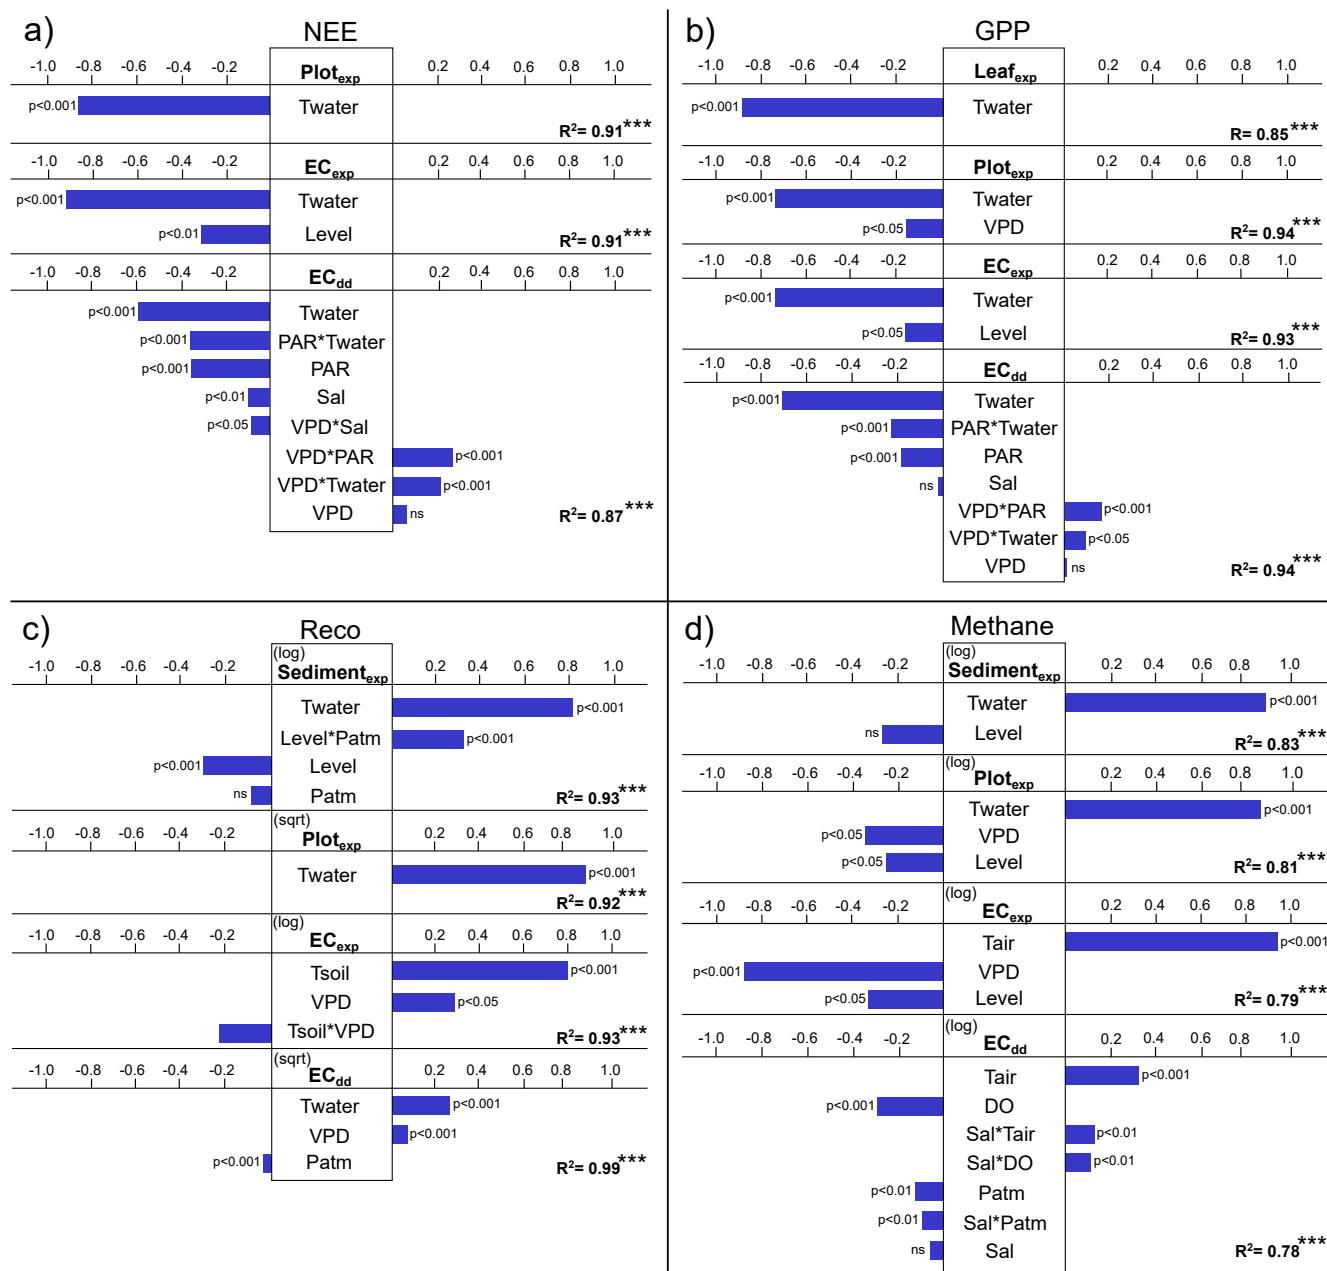 a)
NEE
-1.0 -0.8 -0.6 -0.4 -0.2 Plotexp 0.2 0.4 0.6 0.8 1.0
p<0.001 Twater
R²= 0.91***
-1.0 -0.8 -0.6 -0.4 -0.2 ECexp 0.2 0.4 0.6 0.8 1.0
p<0.001 Twater
p<0.01 Level R²= 0.91***
-1.0 -0.8 -0.6 -0.4 -0.2 ECdd 0.2 0.4 0.6 0.8 1.0
p<0.001 Twater
p<0.001 PAR*Twater
p<0.001 PAR
p<0.01 Sal
p<0.05 VPD*Sal
VPD*PAR p<0.001
VPD*Twater p<0.001
VPD ns R²= 0.87***
b)
GPP
-1.0 -0.8 -0.6 -0.4 -0.2 Leafexp 0.2 0.4 0.6 0.8 1.0
p<0.001 Twater
R= 0.85***
-1.0 -0.8 -0.6 -0.4 -0.2 Plotexp 0.2 0.4 0.6 0.8 1.0
p<0.001 Twater
p<0.05 VPD R²= 0.94***
-1.0 -0.8 -0.6 -0.4 -0.2 ECexp 0.2 0.4 0.6 0.8 1.0
p<0.001 Twater
p<0.05 Level R²= 0.93***
-1.0 -0.8 -0.6 -0.4 -0.2 ECdd 0.2 0.4 0.6 0.8 1.0
p<0.001 Twater
p<0.001 PAR*Twater
p<0.001 PAR
ns Sal
VPD*PAR p<0.001
VPD*Twater p<0.05
VPD ns R²= 0.94***
c)
Reco
(log)
-1.0 -0.8 -0.6 -0.4 -0.2 Sedimentexp 0.2 0.4 0.6 0.8 1.0
Twater p<0.001
Level*Patm p<0.001
p<0.001 Level
ns Patm R²= 0.93***
(sqrt)
-1.0 -0.8 -0.6 -0.4 -0.2 Plotexp 0.2 0.4 0.6 0.8 1.0
Twater p<0.001
R²= 0.92***
(log)
-1.0 -0.8 -0.6 -0.4 -0.2 ECexp 0.2 0.4 0.6 0.8 1.0
Tsoil p<0.001
VPD p<0.05
Tsoil*VPD R²= 0.93***
(sqrt)
-1.0 -0.8 -0.6 -0.4 -0.2 ECdd 0.2 0.4 0.6 0.8 1.0
Twater p<0.001
VPD p<0.001
p<0.001 Patm R²= 0.99***
d)
Methane
(log)
-1.0 -0.8 -0.6 -0.4 -0.2 Sedimentexp 0.2 0.4 0.6 0.8 1.0
Twater p<0.001
ns Level R²= 0.83***
(log)
-1.0 -0.8 -0.6 -0.4 -0.2 Plotexp 0.2 0.4 0.6 0.8 1.0
Twater p<0.001
p<0.05 VPD
p<0.05 Level R²= 0.81***
(log)
-1.0 -0.8 -0.6 -0.4 -0.2 ECexp 0.2 0.4 0.6 0.8 1.0
Tair p<0.001
p<0.001 VPD
p<0.05 Level R²= 0.79***
(log)
-1.0 -0.8 -0.6 -0.4 -0.2 ECdd 0.2 0.4 0.6 0.8 1.0
Tair p<0.001
p<0.001 DO
Sal*Tair p<0.01
Sal*DO p<0.01
p<0.01 Patm
p<0.01 Sal*Patm
ns Sal R²= 0.78***